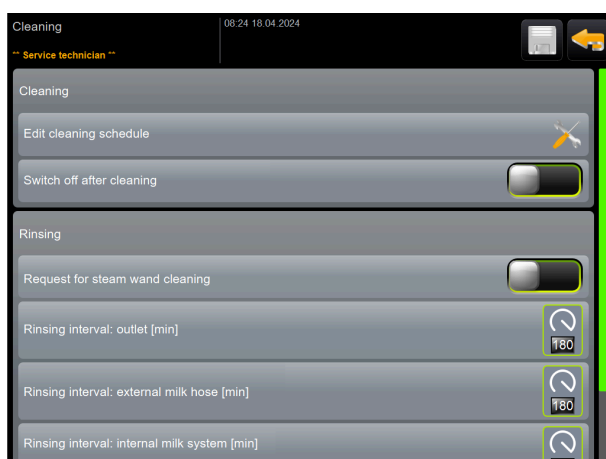 Cleaning
08:24 18.04.2024
** Service technician **
Cleaning
Edit cleaning schedule
Switch off after cleaning
Rinsing
Request for steam wand cleaning
Rinsing interval: outlet [min]
180
Rinsing interval: external milk hose [min]
180
Rinsing interval: internal milk system [min]